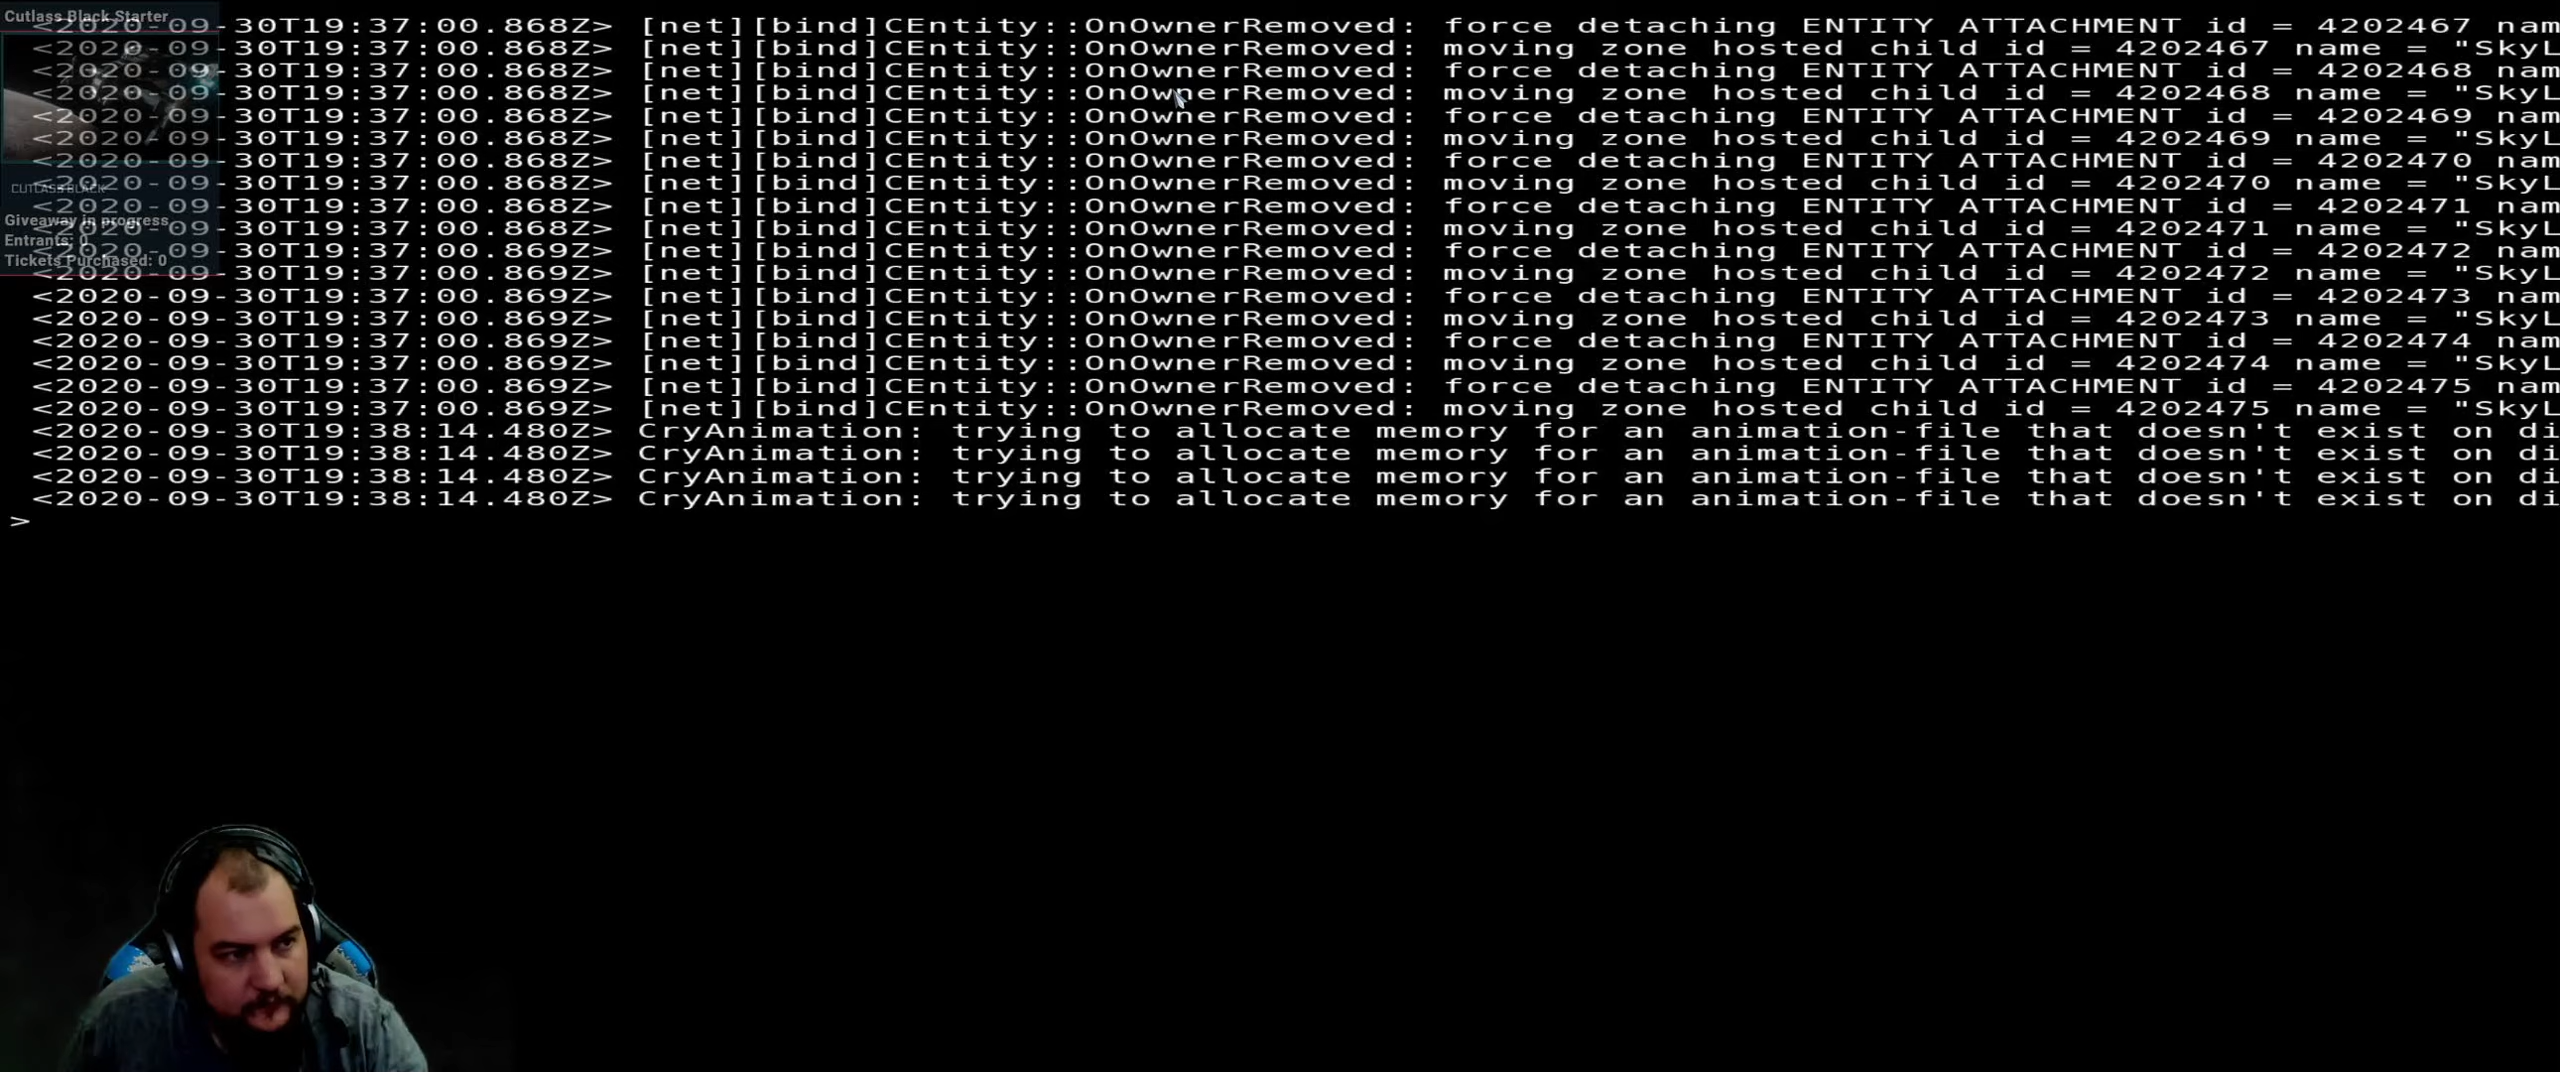 Cutlass Black Starter
<2020-09-30T19:37:00.868Z> [net][bind]CEntity::OnOwnerRemoved: force detaching ENTITY ATTACHMENT id = 4202467 nam
<2020-09-30T19:37:00.868Z> [net][bind]CEntity::OnOwnerRemoved: moving zone hosted child id = 4202467 name = "SkyL
<2020-09-30T19:37:00.868Z> [net][bind]CEntity::OnOwnerRemoved: force detaching ENTITY ATTACHMENT id = 4202468 nam
<2020-09-30T19:37:00.868Z> [net][bind]CEntity::OnOwnerRemoved: moving zone hosted child id = 4202468 name = "SkyL
<2020-09-30T19:37:00.868Z> [net][bind]CEntity::OnOwnerRemoved: force detaching ENTITY ATTACHMENT id = 4202469 nam
<2020-09-30T19:37:00.868Z> [net][bind]CEntity::OnOwnerRemoved: moving zone hosted child id = 4202469 name = "SkyL
<2020-09-30T19:37:00.868Z> [net][bind]CEntity::OnOwnerRemoved: force detaching ENTITY ATTACHMENT id = 4202470 nam
<2020-09-30T19:37:00.868Z> [net][bind]CEntity::OnOwnerRemoved: moving zone hosted child id = 4202470 name = "SkyL
CUTLASS BLACK
<2020-09-30T19:37:00.868Z> [net][bind]CEntity::OnOwnerRemoved: force detaching ENTITY ATTACHMENT id = 4202471 nam
Giveaway in progress
<2020-09-30T19:37:00.868Z> [net][bind]CEntity::OnOwnerRemoved: moving zone hosted child id = 4202471 name = "SkyL
Entrants: 0
<2020-09-30T19:37:00.869Z> [net][bind]CEntity::OnOwnerRemoved: force detaching ENTITY ATTACHMENT id = 4202472 nam
Tickets Purchased: 0
<2020-09-30T19:37:00.869Z> [net][bind]CEntity::OnOwnerRemoved: moving zone hosted child id = 4202472 name = "SkyL
<2020-09-30T19:37:00.869Z> [net][bind]CEntity::OnOwnerRemoved: force detaching ENTITY ATTACHMENT id = 4202473 nam
<2020-09-30T19:37:00.869Z> [net][bind]CEntity::OnOwnerRemoved: moving zone hosted child id = 4202473 name = "SkyL
<2020-09-30T19:37:00.869Z> [net][bind]CEntity::OnOwnerRemoved: force detaching ENTITY ATTACHMENT id = 4202474 nam
<2020-09-30T19:37:00.869Z> [net][bind]CEntity::OnOwnerRemoved: moving zone hosted child id = 4202474 name = "SkyL
<2020-09-30T19:37:00.869Z> [net][bind]CEntity::OnOwnerRemoved: force detaching ENTITY ATTACHMENT id = 4202475 nam
<2020-09-30T19:37:00.869Z> [net][bind]CEntity::OnOwnerRemoved: moving zone hosted child id = 4202475 name = "SkyL
<2020-09-30T19:38:14.480Z> CryAnimation: trying to allocate memory for an animation-file that doesn't exist on di
<2020-09-30T19:38:14.480Z> CryAnimation: trying to allocate memory for an animation-file that doesn't exist on di
<2020-09-30T19:38:14.480Z> CryAnimation: trying to allocate memory for an animation-file that doesn't exist on di
<2020-09-30T19:38:14.480Z> CryAnimation: trying to allocate memory for an animation-file that doesn't exist on di
>